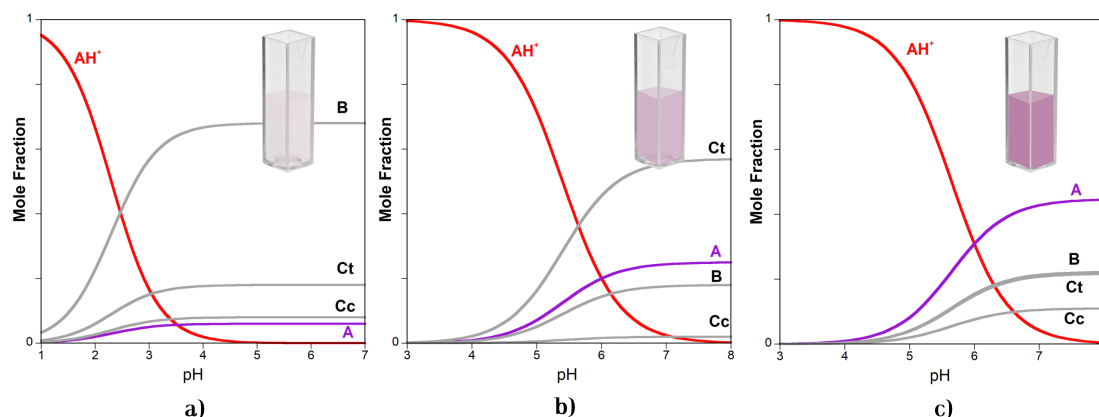 1
Mole Fraction
0
AH⁺
B
Ct
Cc
A
1 2 3 4 5 6 7
pH
a)
1
Mole Fraction
0
AH⁺
Ct
A
B
Cc
3 4 5 6 7 8
pH
b)
1
Mole Fraction
0
AH⁺
A
B
Ct
Cc
3 4 5 6 7
pH
c)